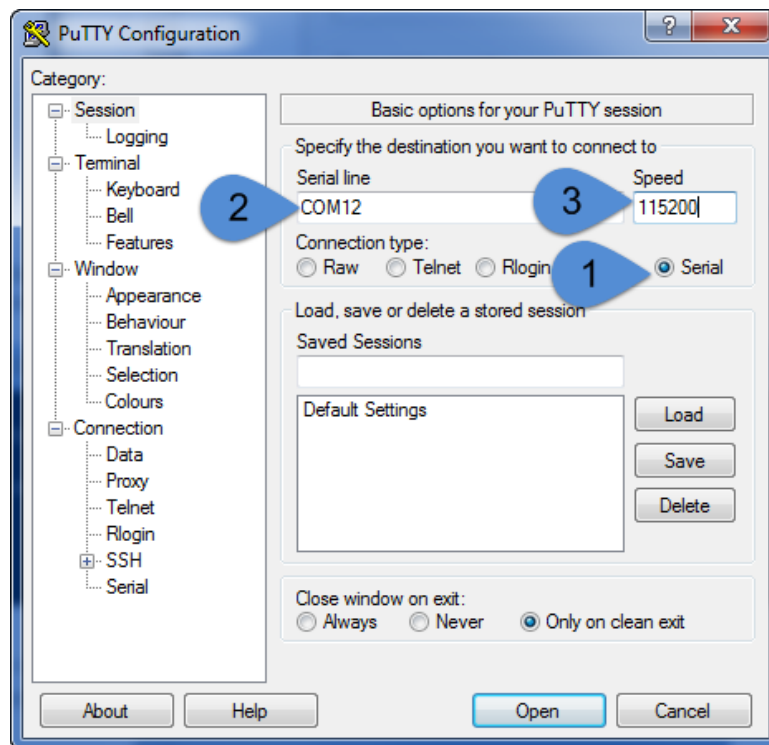 PuTTY Configuration
Category:
Session
Logging
Terminal
Keyboard
Bell
Features
Window
Appearance
Behaviour
Translation
Selection
Colours
Connection
Data
Proxy
Telnet
Rlogin
SSH
Serial
Basic options for your PuTTY session
Specify the destination you want to connect to
Serial line Speed
2 COM12 3 115200
Connection type:
Raw Telnet Rlogin 1 Serial
Load, save or delete a stored session
Saved Sessions
Default Settings
Load
Save
Delete
Close window on exit:
Always Never Only on clean exit
About Help Open Cancel